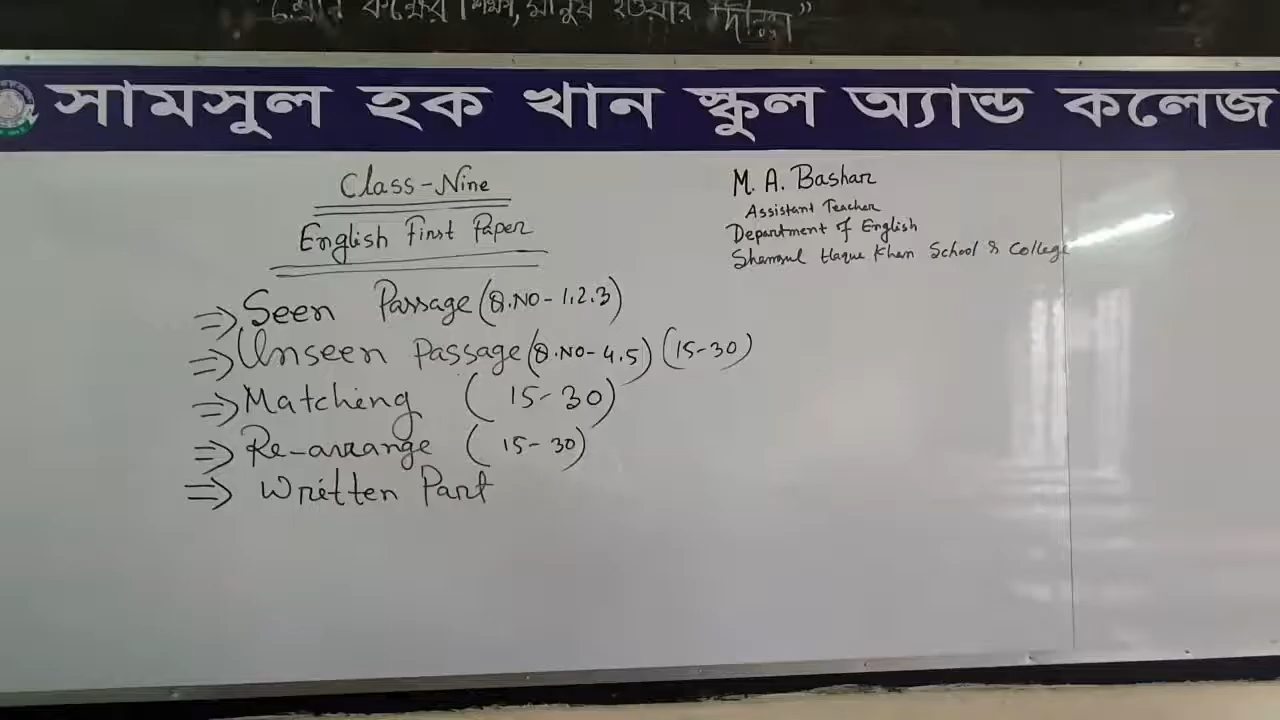 শিক্ষা, মানুষ হওয়ার দীক্ষা”
সামসুল হক খান স্কুল অ্যান্ড কলেজ
Class-Nine
English First Paper
M. A. Bashar
Assistant Teacher
Department of English
Shamsul Haque Khan School & College
⇒ Seen Passage (Q.NO- 1.2.3)
⇒ Unseen Passage (Q.NO- 4.5) (15-30)
⇒ Matching (15-30)
⇒ Re-arrange (15-30)
⇒ Written Part